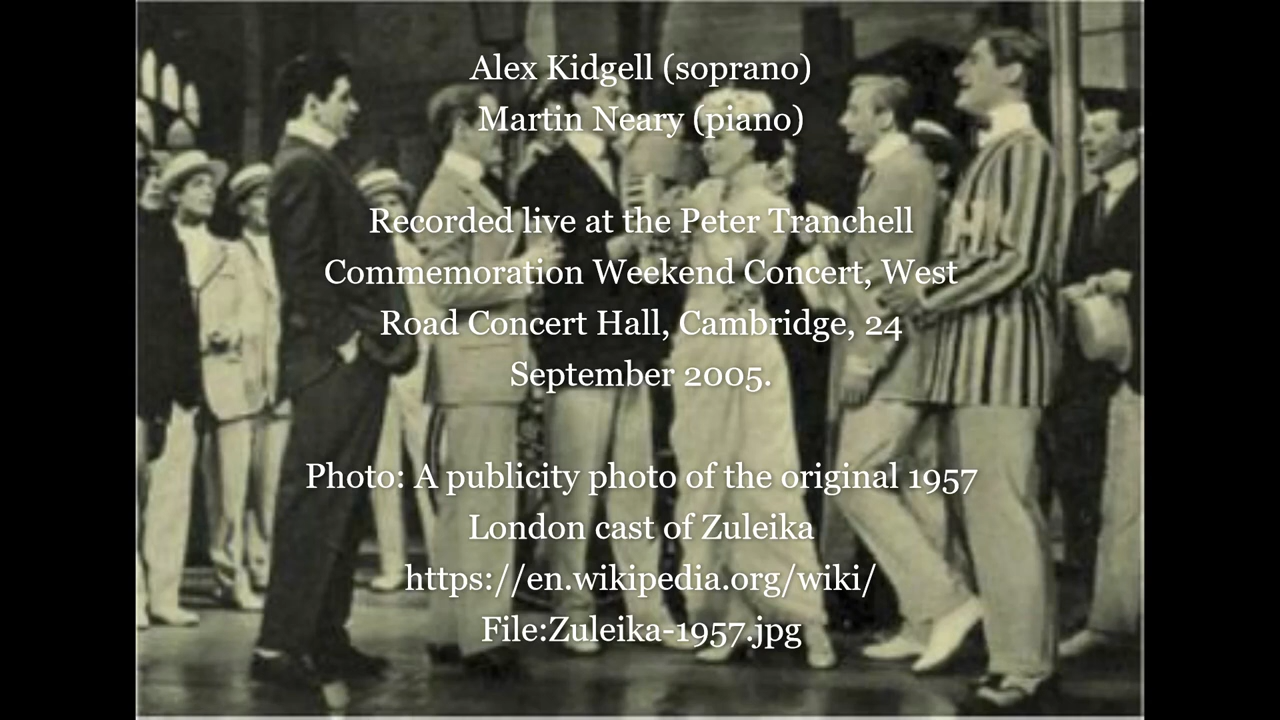 Alex Kidgell (soprano)
Martin Neary (piano)
Recorded live at the Peter Tranchell
Commemoration Weekend Concert, West
Road Concert Hall, Cambridge, 24
September 2005.
Photo: A publicity photo of the original 1957
London cast of Zuleika
https://en.wikipedia.org/wiki/
File:Zuleika-1957.jpg